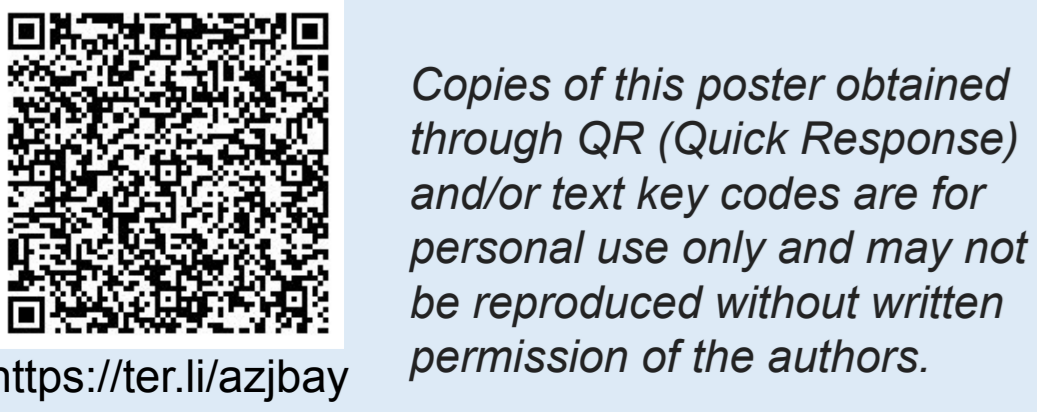 Copies of this poster obtained
through QR (Quick Response)
and/or text key codes are for
personal use only and may not
be reproduced without written
permission of the authors.
https://ter.li/azjbay